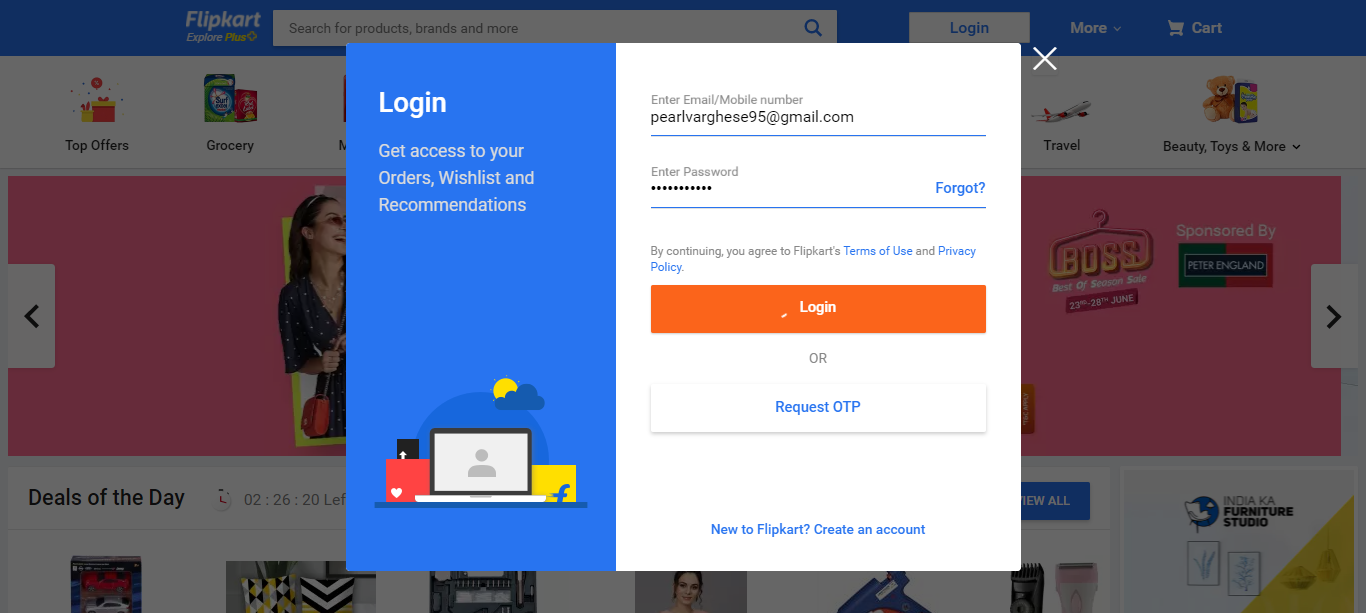 Flipkart
Explore Plus
Search for products, brands and more
Login
More
Cart
Top Offers
Grocery
Travel
Beauty, Toys & More
Login
Get access to your
Orders, Wishlist and
Recommendations
Enter Email/Mobile number
pearlvarghese95@gmail.com
Enter Password
•••••••••••
Forgot?
By continuing, you agree to Flipkart's Terms of Use and Privacy
Policy.
Login
OR
Request OTP
New to Flipkart? Create an account
BOSS
Best Of Season Sale
23RD-28TH JUNE
Sponsored By
PETER ENGLAND
Deals of the Day
02 : 26 : 20 Left
VIEW ALL
INDIA KA
FURNITURE
STUDIO